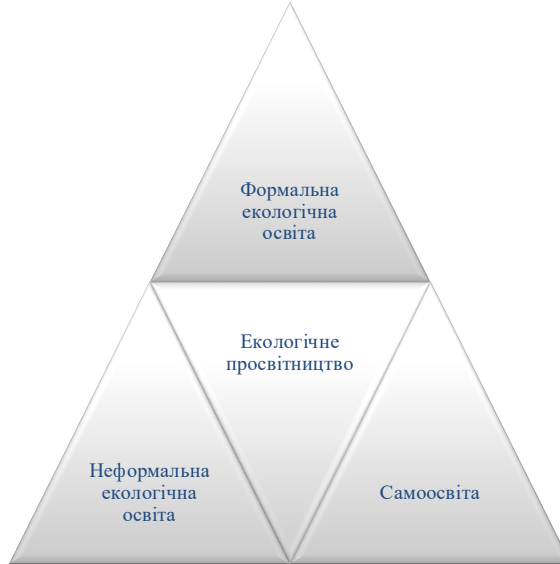 Формальна
екологічна
освіта
Екологічне
просвітництво
Неформальна
екологічна
освіта
Самоосвіта